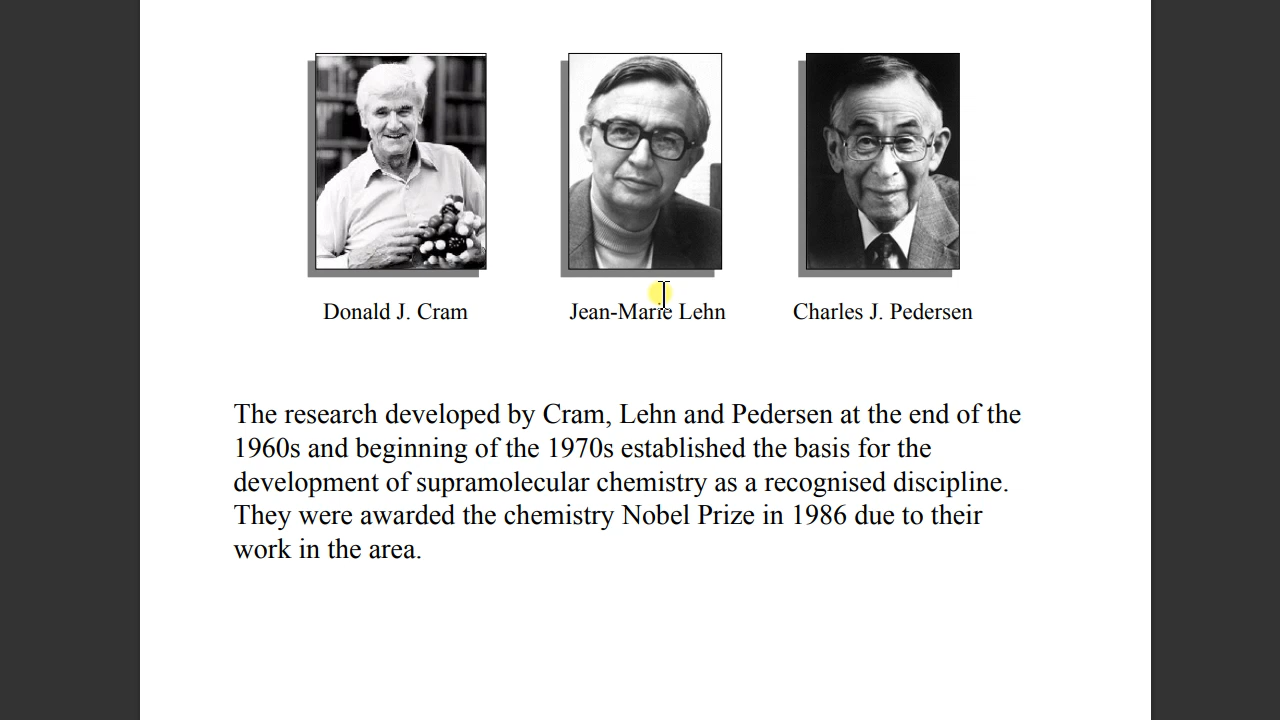 Donald J. Cram
Jean-Marie Lehn
Charles J. Pedersen
The research developed by Cram, Lehn and Pedersen at the end of the
1960s and beginning of the 1970s established the basis for the
development of supramolecular chemistry as a recognised discipline.
They were awarded the chemistry Nobel Prize in 1986 due to their
work in the area.